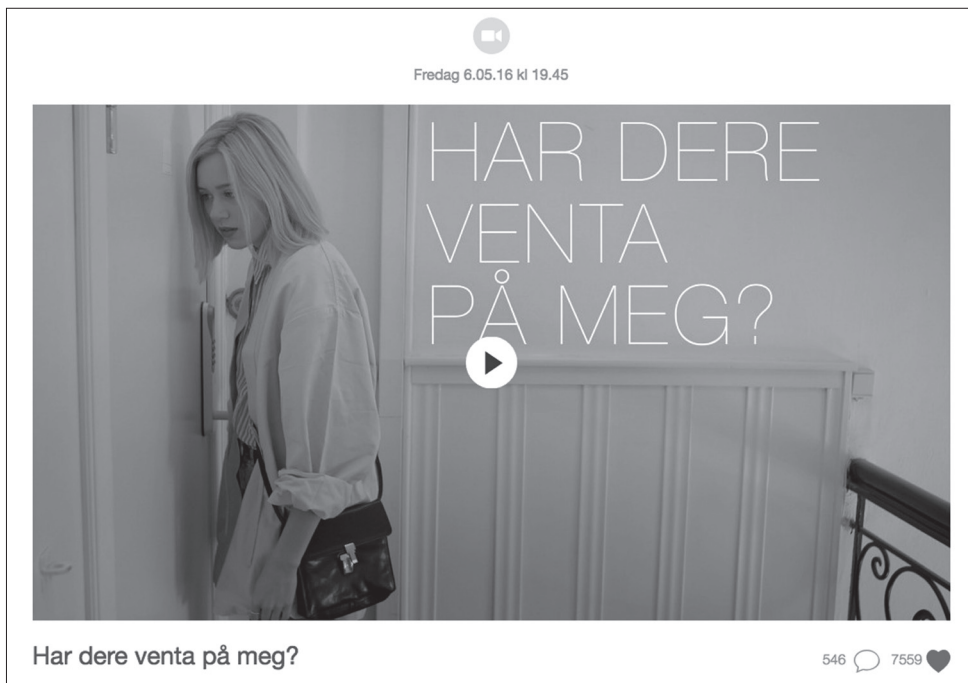 Fredag 6.05.16 kl 19.45
HAR DERE
VENTA
PÅ MEG?
Har dere venta på meg?
546 7559